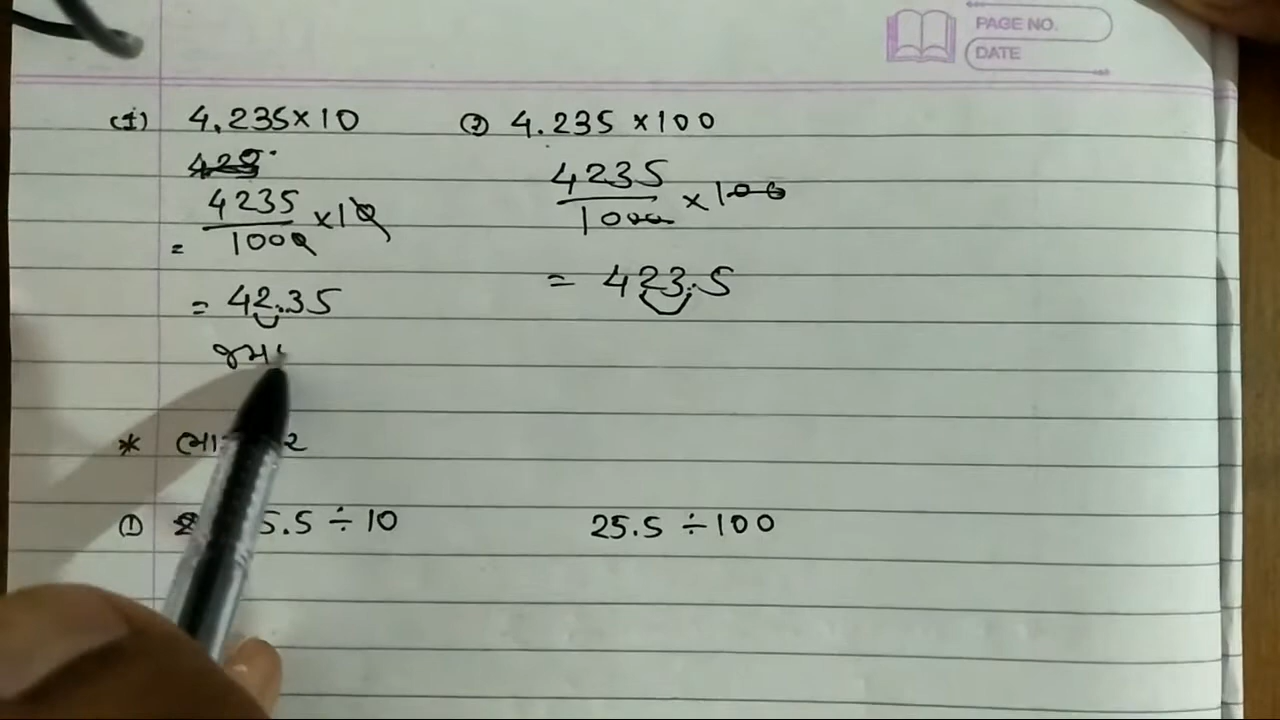 PAGE NO.
DATE
(1) 4.235×10
② 4.235 ×100
4235/1000 ×10
=
4235/1000 ×100
= 42.35
= 423.5
*
① 5.5 ÷ 10
25.5 ÷ 100